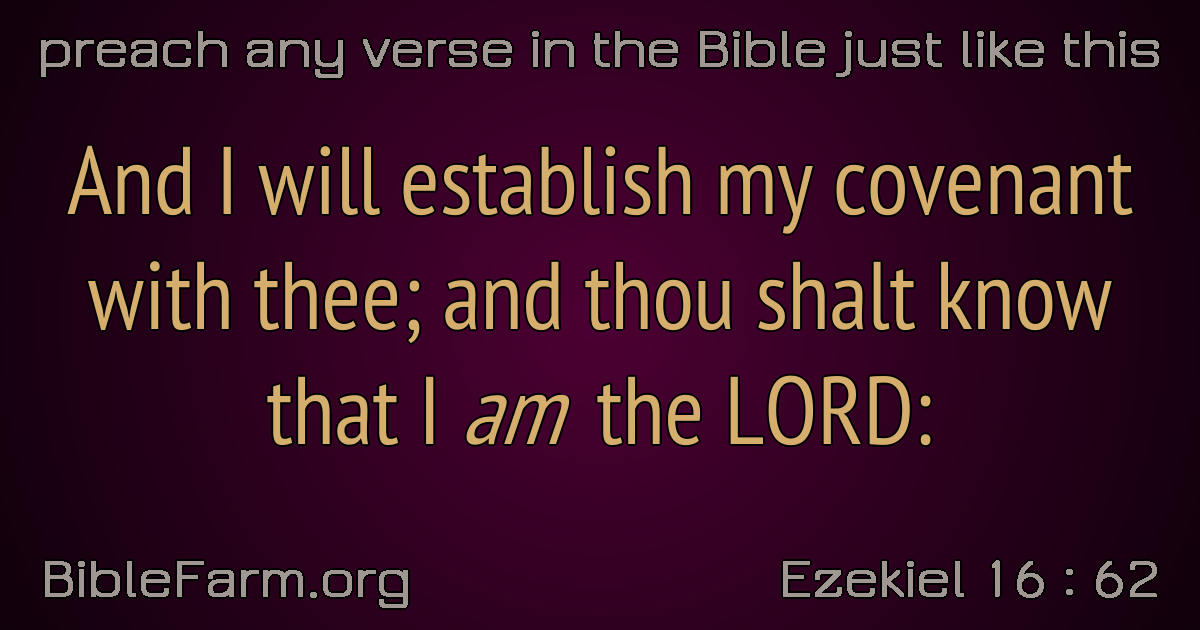 preach any verse in the Bible just like this
And I will establish my covenant
with thee; and thou shalt know
that I am the LORD:
BibleFarm.org
Ezekiel 16 : 62